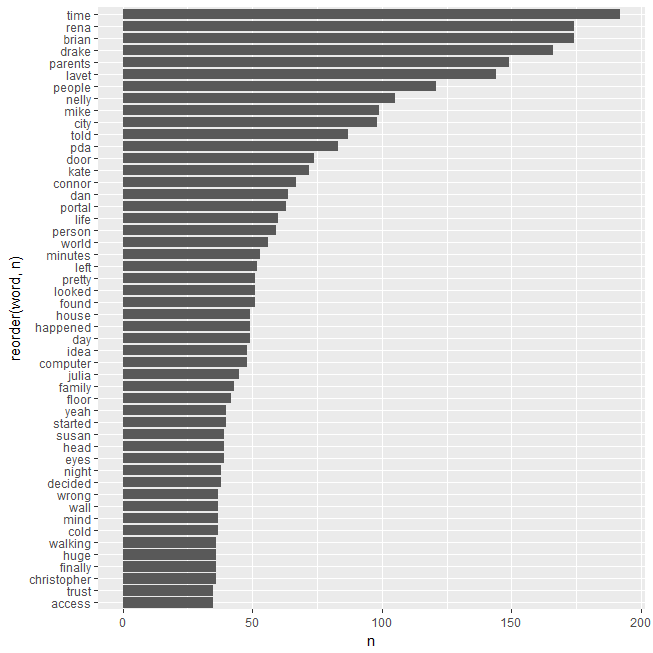 time
rena
brian
drake
parents
lavet
people
nelly
mike
city
told
pda
door
kate
connor
dan
portal
life
person
world
minutes
left
pretty
looked
found
house
happened
day
idea
computer
julia
family
floor
yeah
started
susan
head
eyes
night
decided
wrong
wall
mind
cold
walking
huge
finally
christopher
trust
access
reorder(word, n)
0 50 100 150 200
n